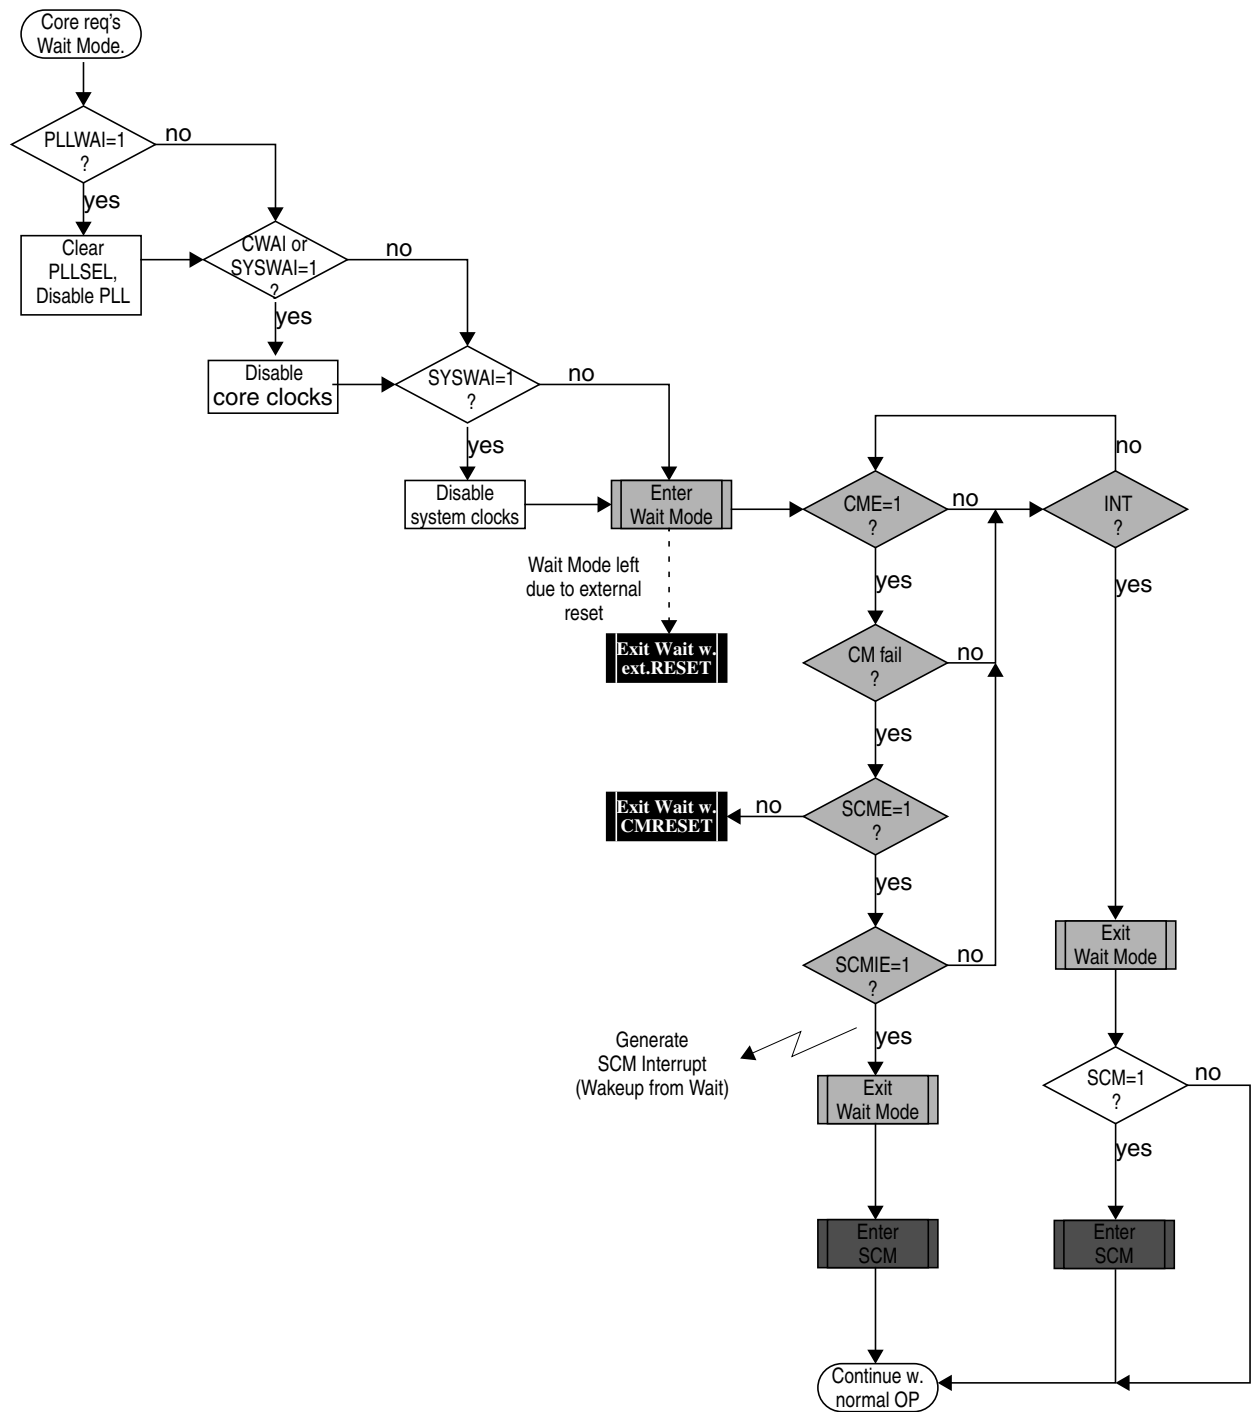 Core req's
Wait Mode.
PLLWAI=1
?
no
yes
Clear
PLLSEL,
Disable PLL
CWAI or
SYSWAI=1
?
no
yes
Disable
core clocks
SYSWAI=1
?
no
yes
Disable
system clocks
Enter
Wait Mode
Wait Mode left
due to external
reset
Exit Wait w.
ext.RESET
CME=1
?
no
yes
INT
?
no
yes
CM fail
?
no
yes
SCME=1
?
no
yes
Exit Wait w.
CMRESET
SCMIE=1
?
no
yes
Generate
SCM Interrupt
(Wakeup from Wait)
Exit
Wait Mode
Enter
SCM
Exit
Wait Mode
SCM=1
?
no
yes
Enter
SCM
Continue w.
normal OP